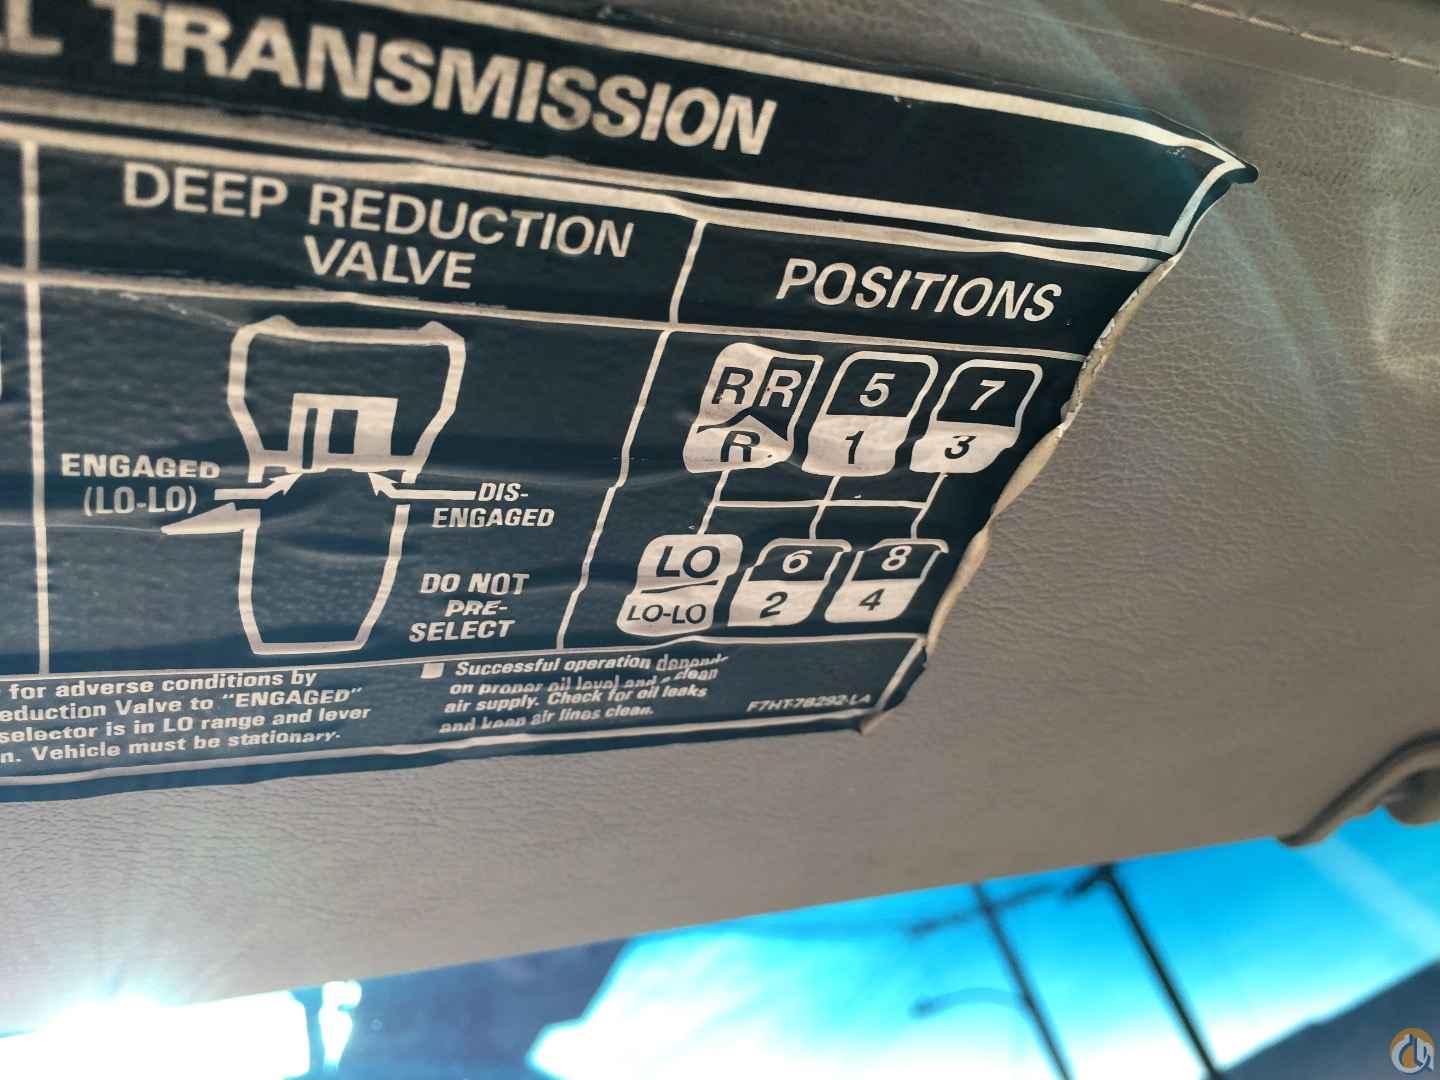 L TRANSMISSION
DEEP REDUCTION
VALVE
POSITIONS
R R 5 7
R 1 3
ENGAGED
(LO-LO)
DIS-
ENGAGED
LO 6 8
LO-LO 2 4
DO NOT
PRE-
SELECT
for adverse conditions by
eduction Valve to "ENGAGED"
selector is in LO range and lever
n. Vehicle must be stationary.
Successful operation depends
on proper oil level and a clean
air supply. Check for oil leaks
and keep air lines clean.
F7HT-78292-LA